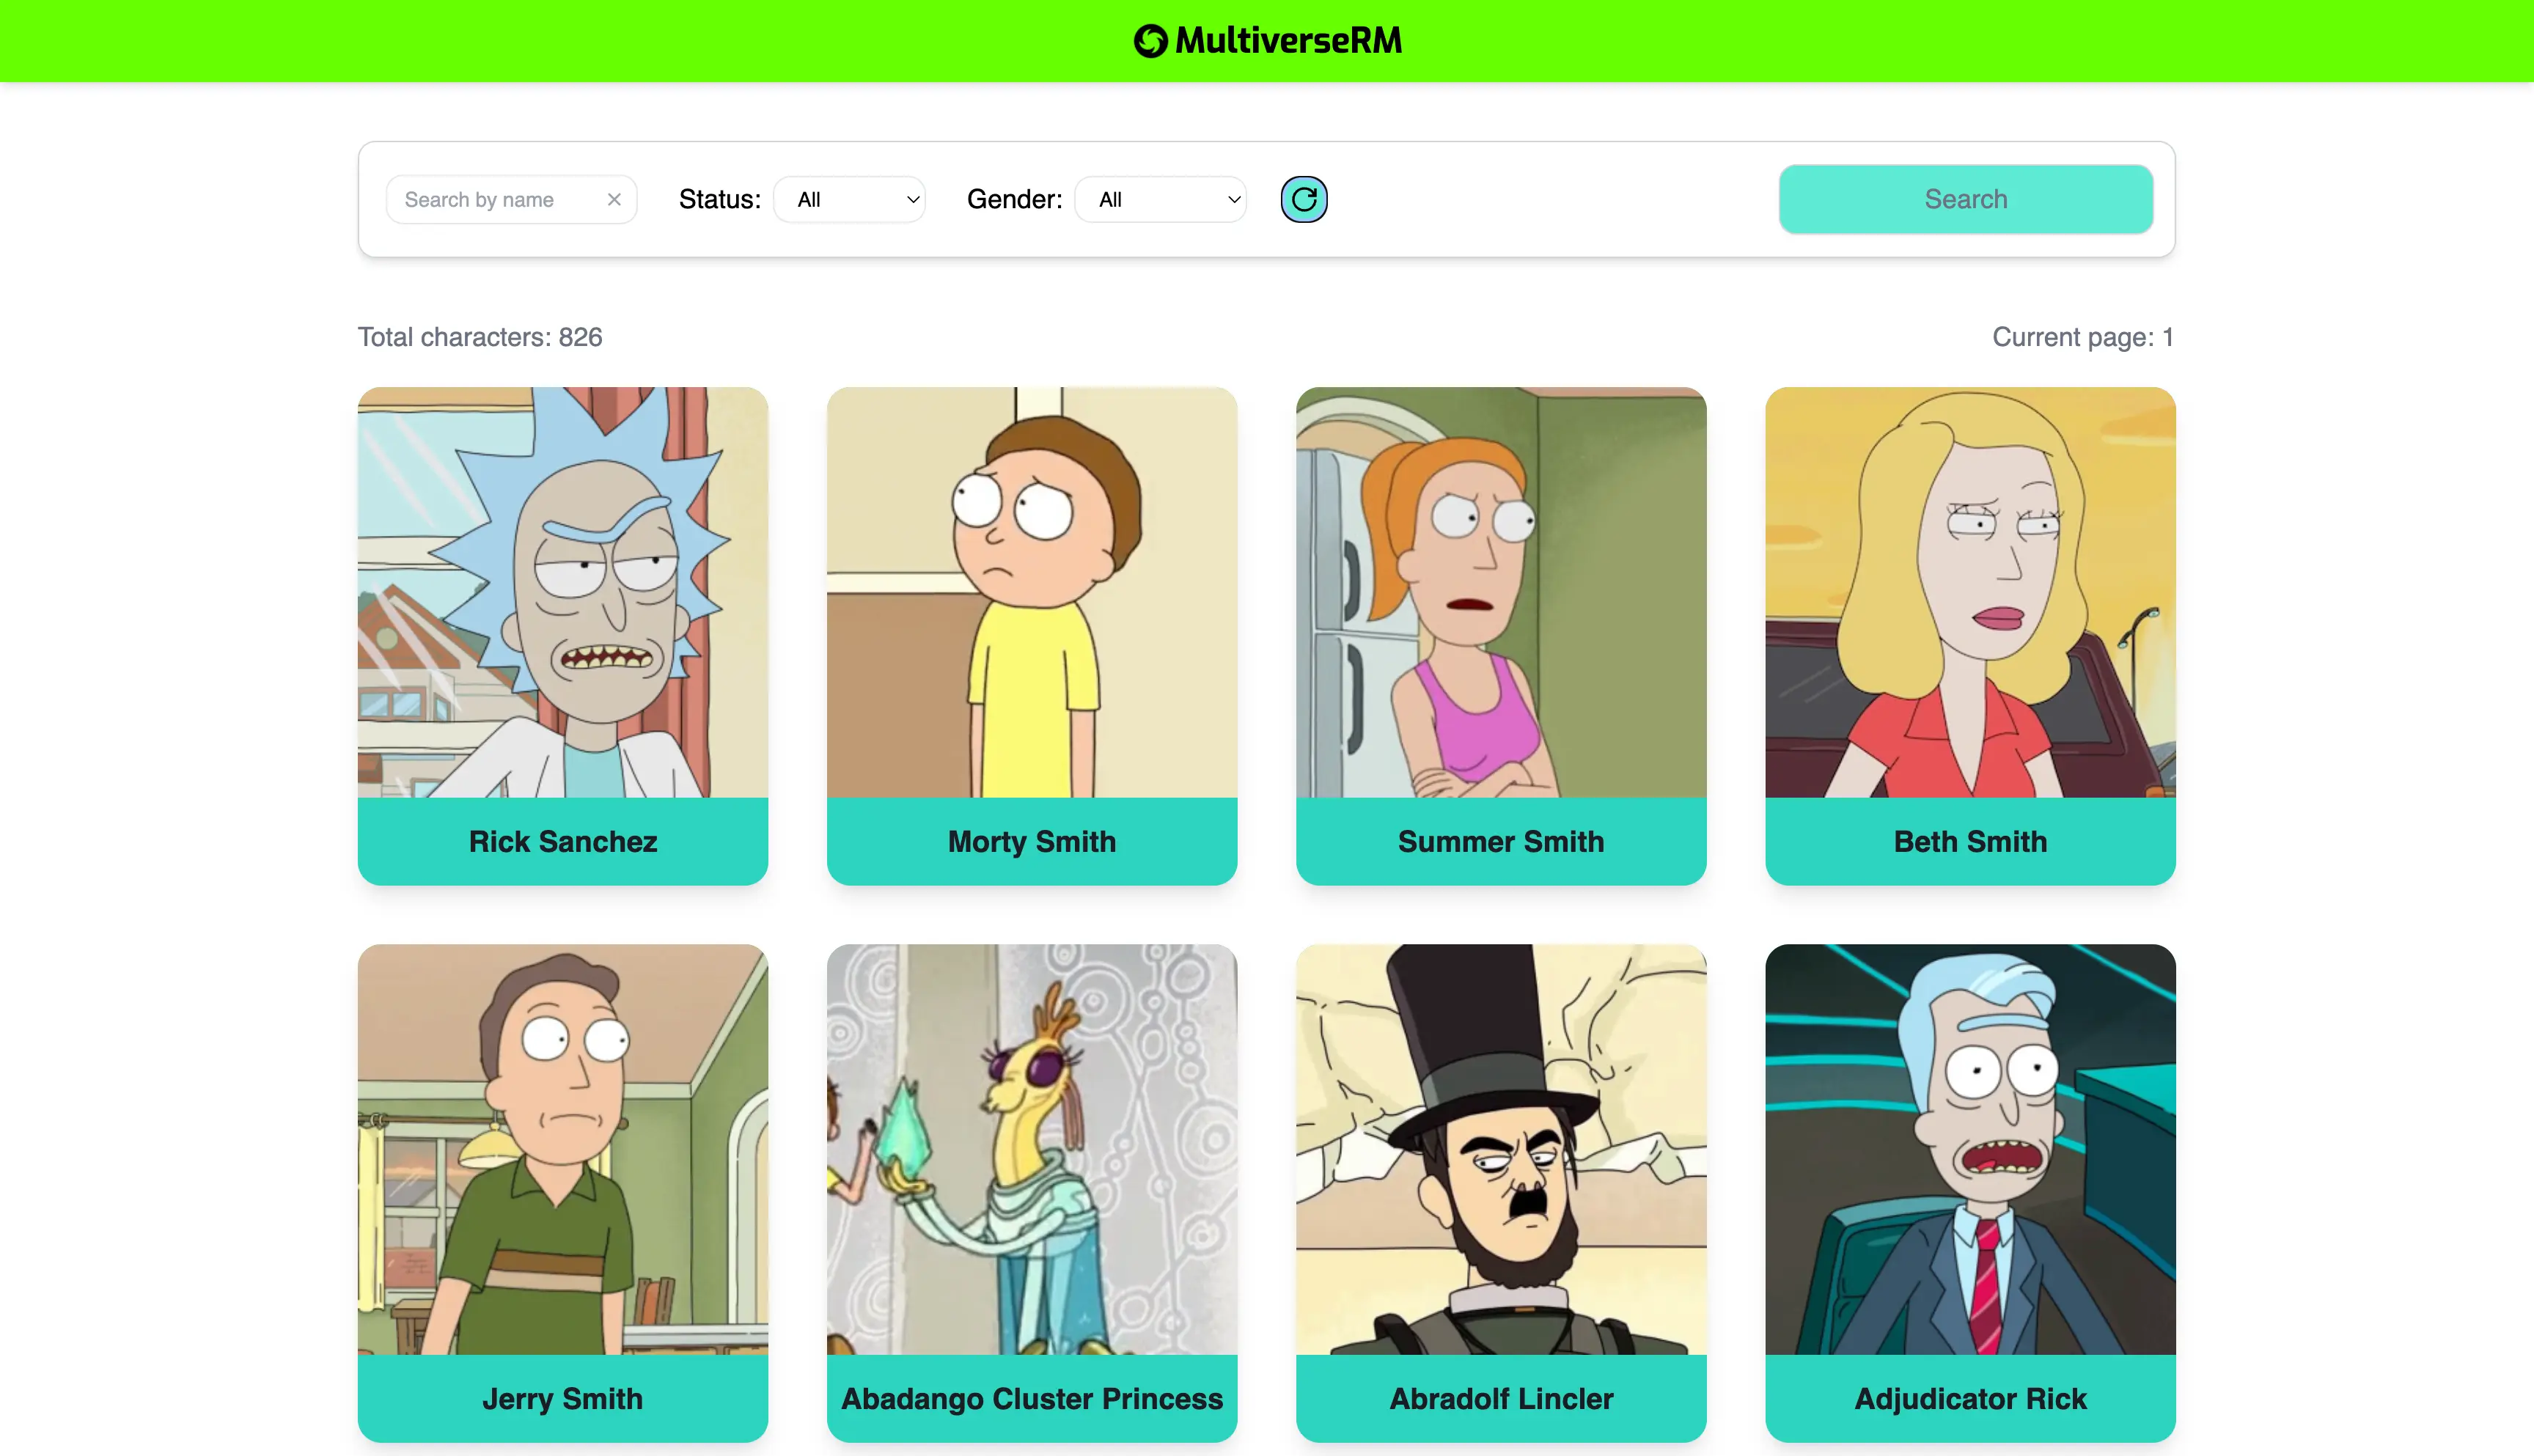 MultiverseRM
Search by name
Status: All
Gender: All
Search
Total characters: 826
Current page: 1
Rick Sanchez
Morty Smith
Summer Smith
Beth Smith
Jerry Smith
Abadango Cluster Princess
Abradolf Lincler
Adjudicator Rick